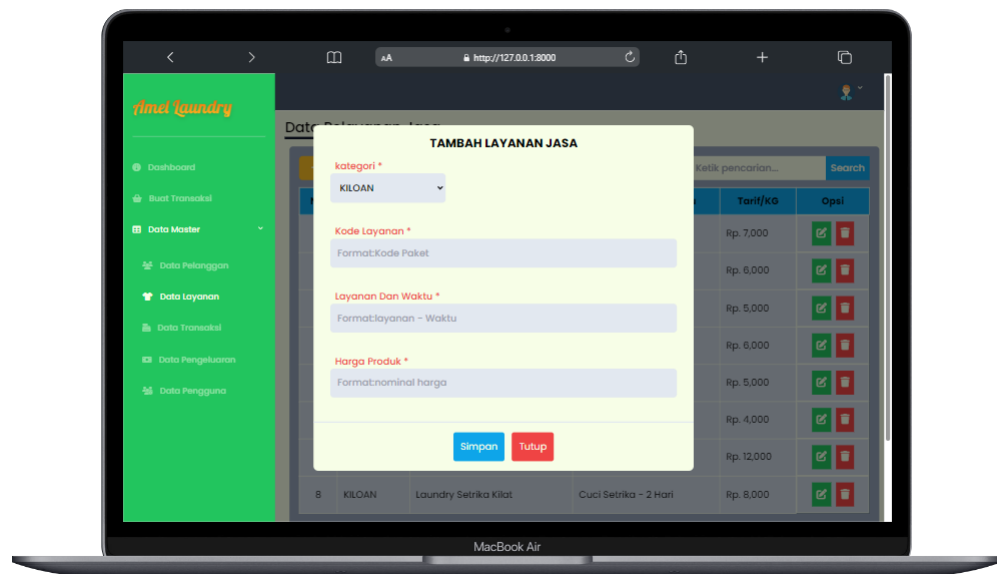 http://127.0.0.1:8000
AA
Amel Laundry
Dashboard
Buat Transaksi
Data Master
Data Pelanggan
Data Layanan
Data Transaksi
Data Pengeluaran
Data Pengguna
Data Pelayanan Jasa
Ketik pencarian... Search
Tarif/KG Opsi
Rp. 7,000
Rp. 6,000
Rp. 5,000
Rp. 6,000
Rp. 5,000
Rp. 4,000
Rp. 12,000
8 KILOAN Laundry Setrika Kilat Cuci Setrika - 2 Hari Rp. 8,000
TAMBAH LAYANAN JASA
kategori *
KILOAN
Kode Layanan *
Format:Kode Paket
Layanan Dan Waktu *
Format:layanan - Waktu
Harga Produk *
Format:nominal harga
Simpan Tutup
MacBook Air